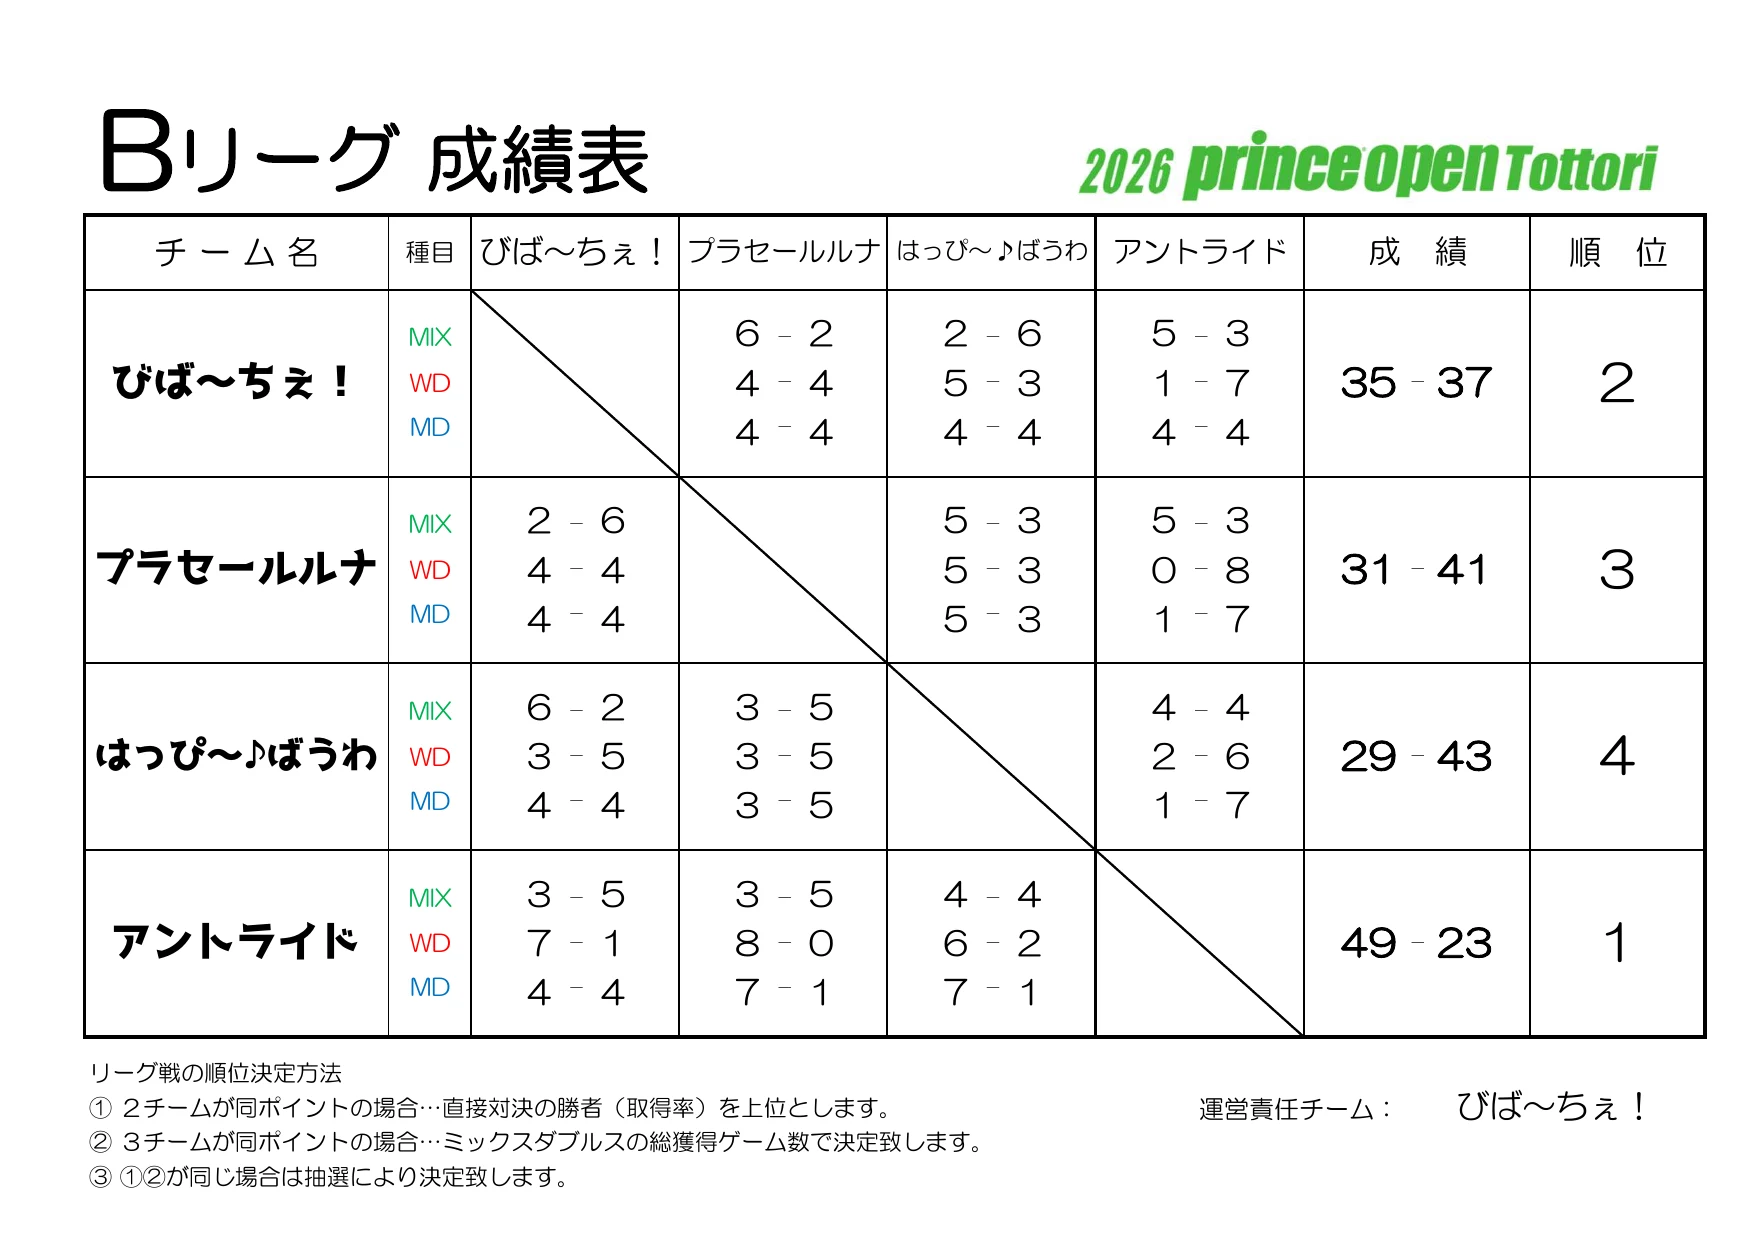 Bリーグ 成績表
2026 prince open Tottori
チーム名 種目 びば～ちぇ！ プラセールルナ はっぴ～♪ばうわ アントライド 成 績 順 位
びば～ちぇ！
MIX 6 - 2 2 - 6 5 - 3
WD 4 - 4 5 - 3 1 - 7 35 - 37 2
MD 4 - 4 4 - 4 4 - 4
プラセールルナ
MIX 2 - 6 5 - 3 5 - 3
WD 4 - 4 5 - 3 0 - 8 31 - 41 3
MD 4 - 4 5 - 3 1 - 7
はっぴ～♪ばうわ
MIX 6 - 2 3 - 5 4 - 4
WD 3 - 5 3 - 5 2 - 6 29 - 43 4
MD 4 - 4 3 - 5 1 - 7
アントライド
MIX 3 - 5 3 - 5 4 - 4
WD 7 - 1 8 - 0 6 - 2 49 - 23 1
MD 4 - 4 7 - 1 7 - 1
リーグ戦の順位決定方法
① ２チームが同ポイントの場合…直接対決の勝者（取得率）を上位とします。
② ３チームが同ポイントの場合…ミックスダブルスの総獲得ゲーム数で決定致します。
③ ①②が同じ場合は抽選により決定致します。
運営責任チーム： びば～ちぇ！